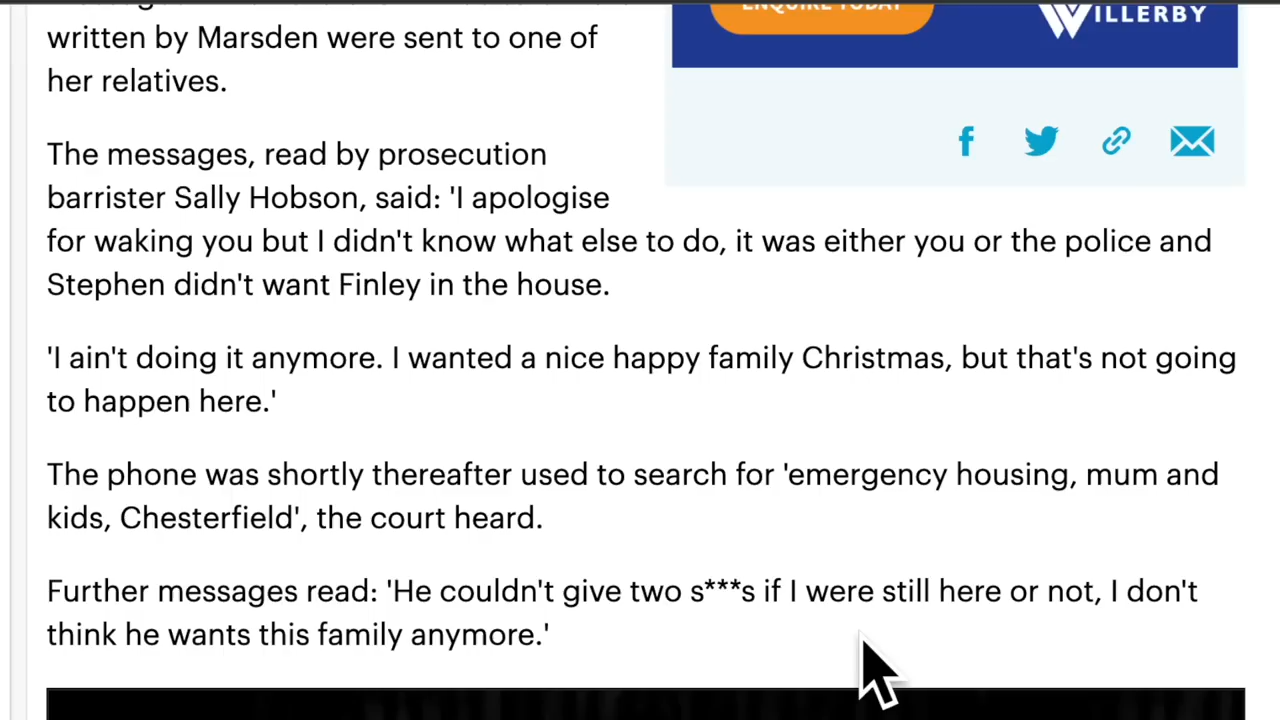 ENQUIRE TODAY
WILLERBY
written by Marsden were sent to one of
her relatives.
The messages, read by prosecution
barrister Sally Hobson, said: 'I apologise
for waking you but I didn't know what else to do, it was either you or the police and
Stephen didn't want Finley in the house.
'I ain't doing it anymore. I wanted a nice happy family Christmas, but that's not going
to happen here.'
The phone was shortly thereafter used to search for 'emergency housing, mum and
kids, Chesterfield', the court heard.
Further messages read: 'He couldn't give two s***s if I were still here or not, I don't
think he wants this family anymore.'